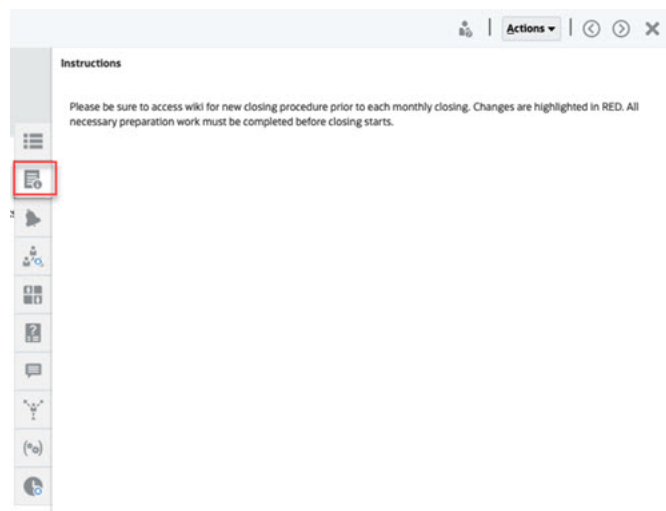 Actions
Instructions
Please be sure to access wiki for new closing procedure prior to each monthly closing. Changes are highlighted in RED. All
necessary preparation work must be completed before closing starts.